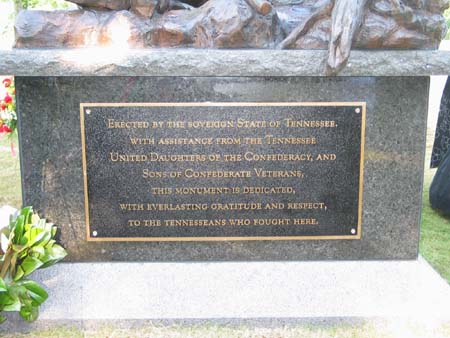 Erected by the soverign State of Tennessee,
with assistance from the Tennessee
United Daughters of the Confederacy, and
Sons of Confederate Veterans,
this monument is dedicated,
with everlasting gratitude and respect,
to the Tennesseans who fought here.